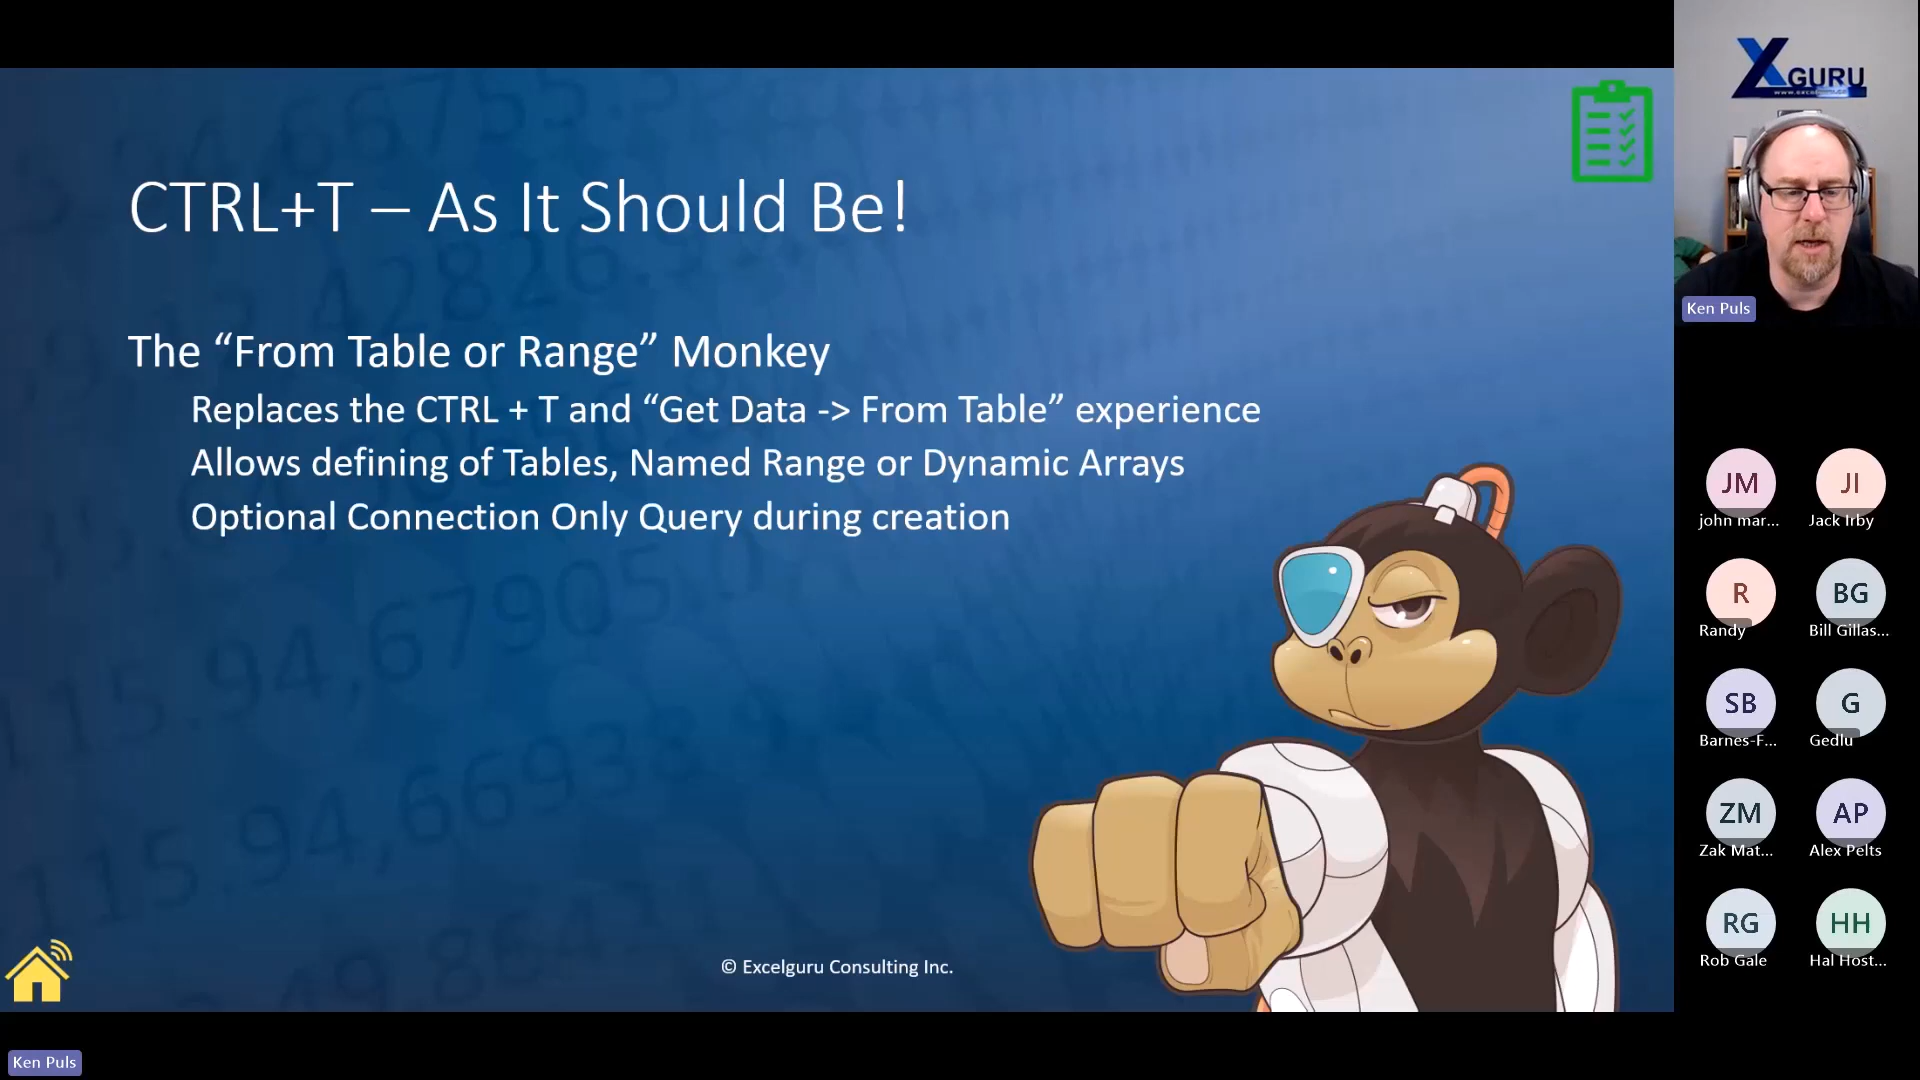 CTRL+T – As It Should Be!
The “From Table or Range” Monkey
Replaces the CTRL + T and “Get Data -> From Table” experience
Allows defining of Tables, Named Range or Dynamic Arrays
Optional Connection Only Query during creation
© Excelguru Consulting Inc.
Ken Puls
XGURU
Ken Puls
JM
john mar...
JI
Jack Irby
R
Randy
BG
Bill Gillas...
SB
Barnes-F...
G
Gedlu
ZM
Zak Mat...
AP
Alex Pelts
RG
Rob Gale
HH
Hal Host...